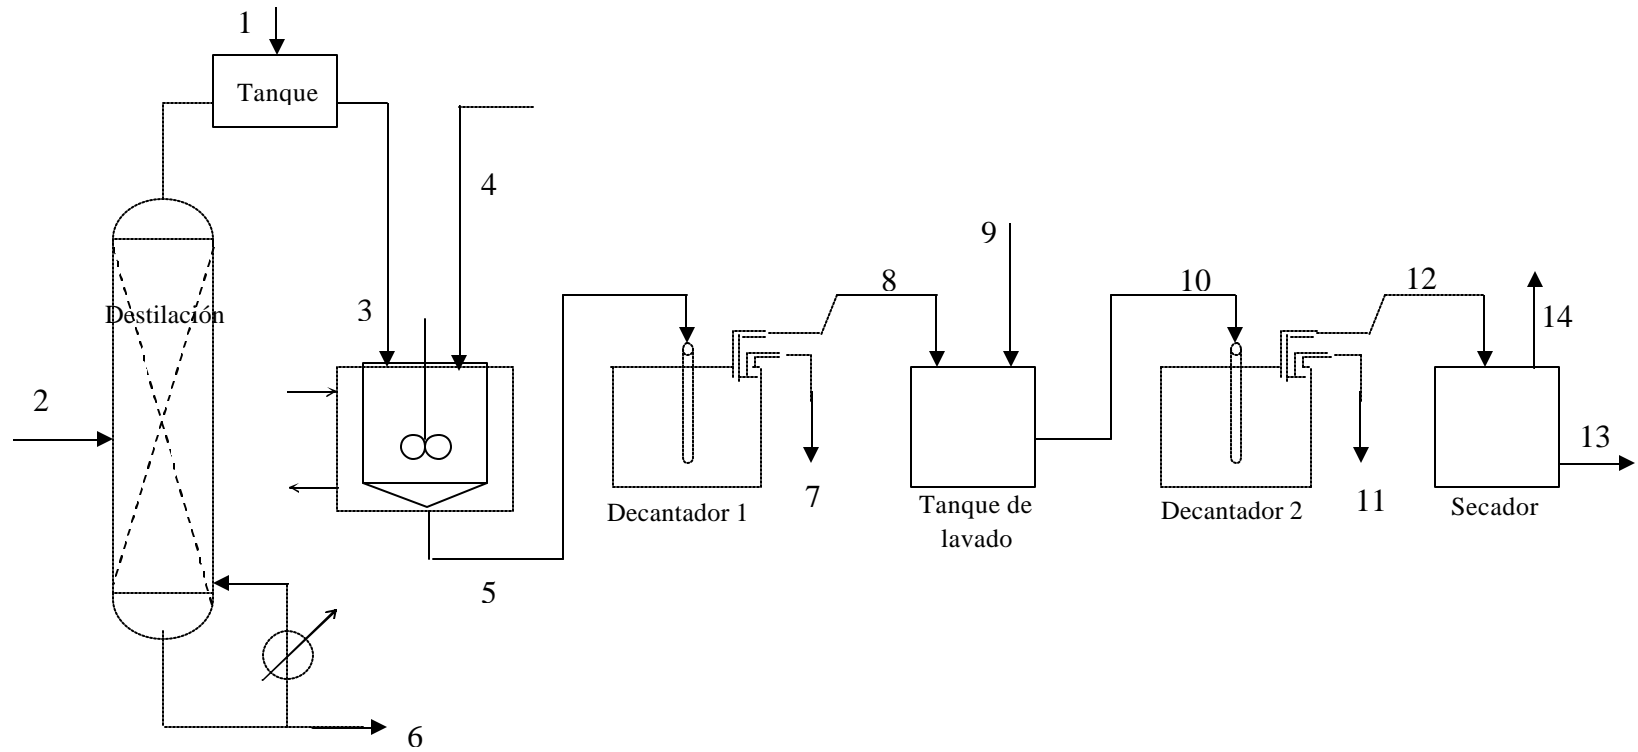 1
Tanque
4
9
8
10
12
Destilación
3
14
2
13
7
11
Decantador 1
Tanque de
lavado
Decantador 2
Secador
5
6